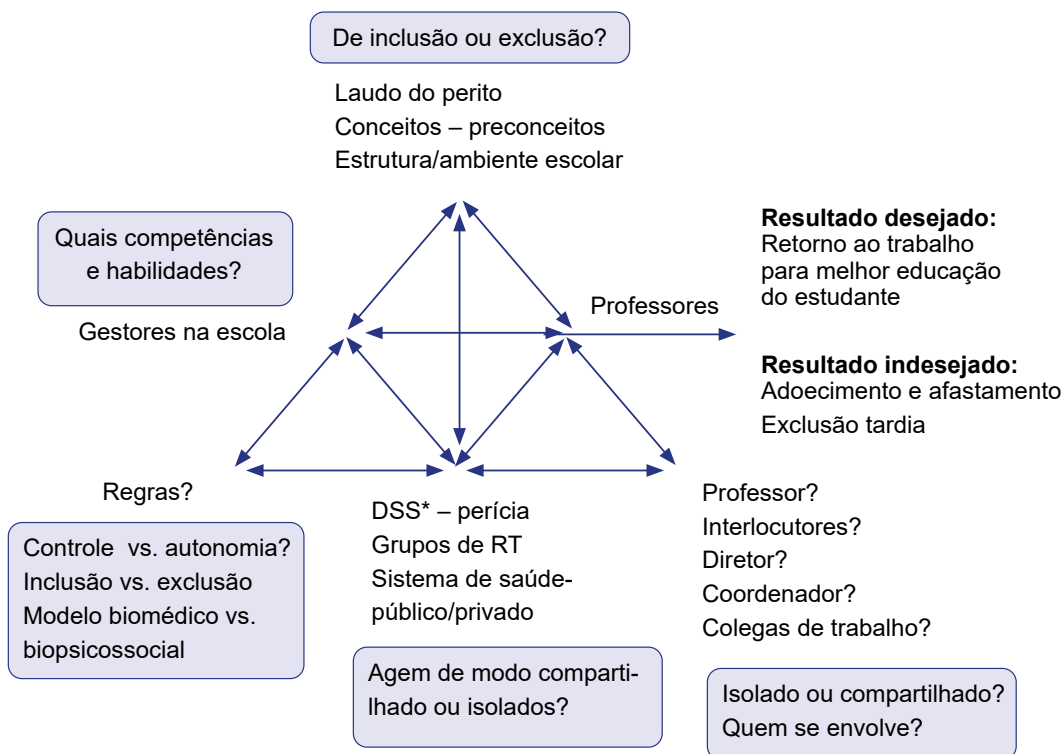 De inclusão ou exclusão?
Laudo do perito
Conceitos – preconceitos
Estrutura/ambiente escolar
Quais competências
e habilidades?
Gestores na escola
Professores
Resultado desejado:
Retorno ao trabalho
para melhor educação
do estudante
Resultado indesejado:
Adoecimento e afastamento
Exclusão tardia
Regras?
Controle vs. autonomia?
Inclusão vs. exclusão
Modelo biomédico vs.
biopsicossocial
DSS* – perícia
Grupos de RT
Sistema de saúde-
público/privado
Agem de modo comparti-
lhado ou isolados?
Professor?
Interlocutores?
Diretor?
Coordenador?
Colegas de trabalho?
Isolado ou compartilhado?
Quem se envolve?